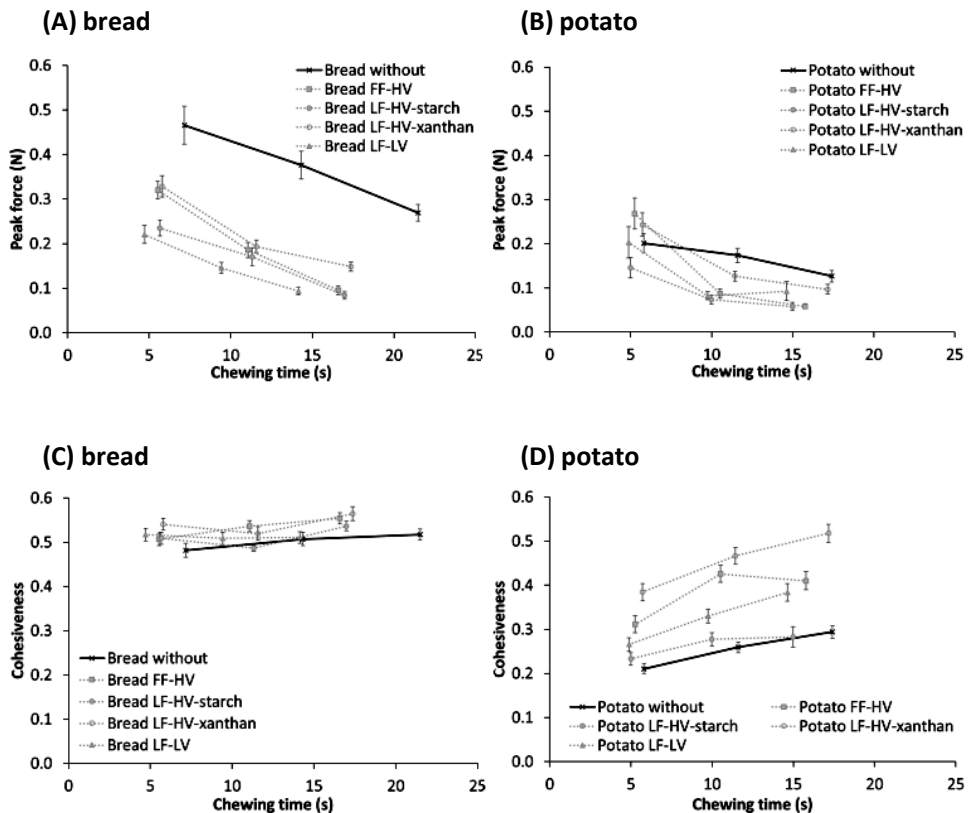 (A) bread
(B) potato
0.6
0.5
0.4
0.3
0.2
0.1
0.0
Peak force (N)
Bread without
Bread FF-HV
Bread LF-HV-starch
Bread LF-HV-xanthan
Bread LF-LV
0 5 10 15 20 25
Chewing time (s)
0.6
0.5
0.4
0.3
0.2
0.1
0.0
Peak force (N)
Potato without
Potato FF-HV
Potato LF-HV-starch
Potato LF-HV-xanthan
Potato LF-LV
0 5 10 15 20 25
Chewing time (s)
(C) bread
(D) potato
0.6
0.5
0.4
0.3
0.2
0.1
0.0
Cohesiveness
Bread without
Bread FF-HV
Bread LF-HV-starch
Bread LF-HV-xanthan
Bread LF-LV
0 5 10 15 20 25
Chewing time (s)
0.6
0.5
0.4
0.3
0.2
0.1
0.0
Cohesiveness
Potato without Potato FF-HV
Potato LF-HV-starch Potato LF-HV-xanthan
Potato LF-LV
0 5 10 15 20 25
Chewing time (s)